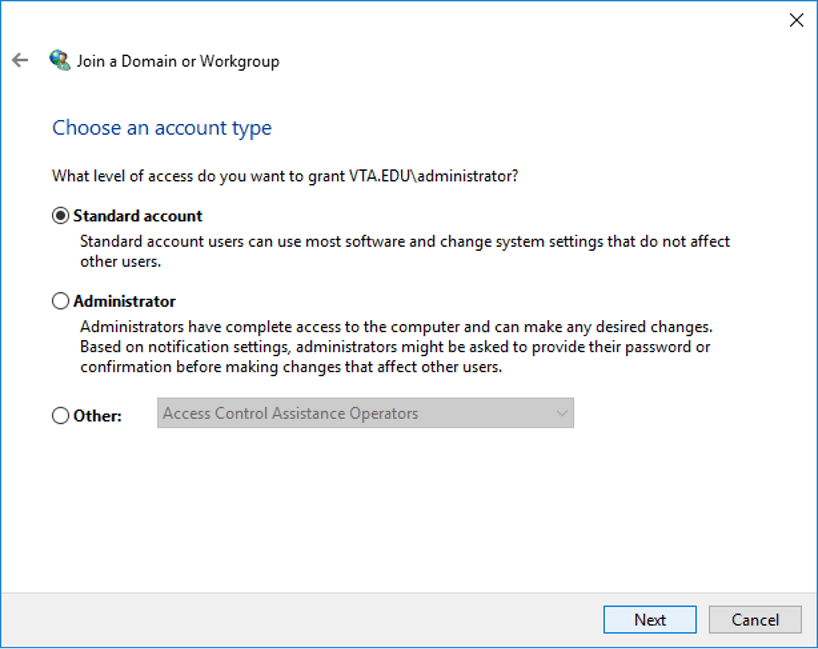 Join a Domain or Workgroup
Choose an account type
What level of access do you want to grant VTA.EDU\administrator?
Standard account
Standard account users can use most software and change system settings that do not affect
other users.
Administrator
Administrators have complete access to the computer and can make any desired changes.
Based on notification settings, administrators might be asked to provide their password or
confirmation before making changes that affect other users.
Other: Access Control Assistance Operators
Next Cancel